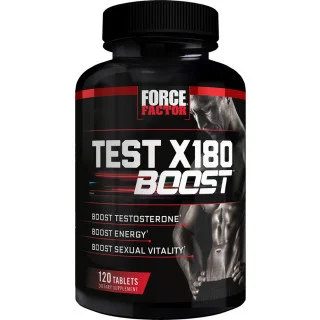 FORCE
FACTOR
TEST X180
BOOST
BOOST TESTOSTERONE†
BOOST ENERGY†
BOOST SEXUAL VITALITY†
120 TABLETS
DIETARY SUPPLEMENT